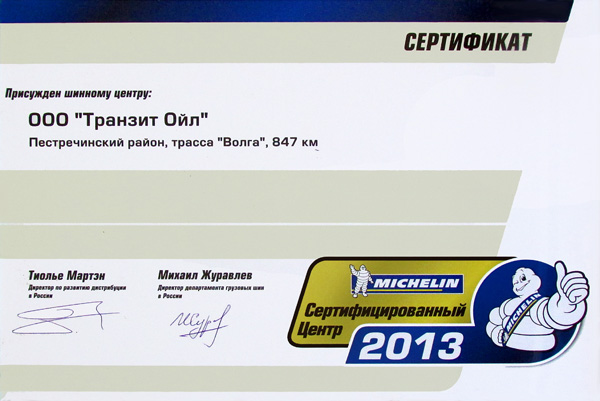 СЕРТИФИКАТ
Присужден шинному центру:
ООО "Транзит Ойл"
Пестречинский район, трасса "Волга", 847 км
Тиолье Мартэн
Директор по развитию дистрибуции
в России
Михаил Журавлев
Директор департамента грузовых шин
в России
MICHELIN
Сертифицированный
Центр
2013
MICHELIN